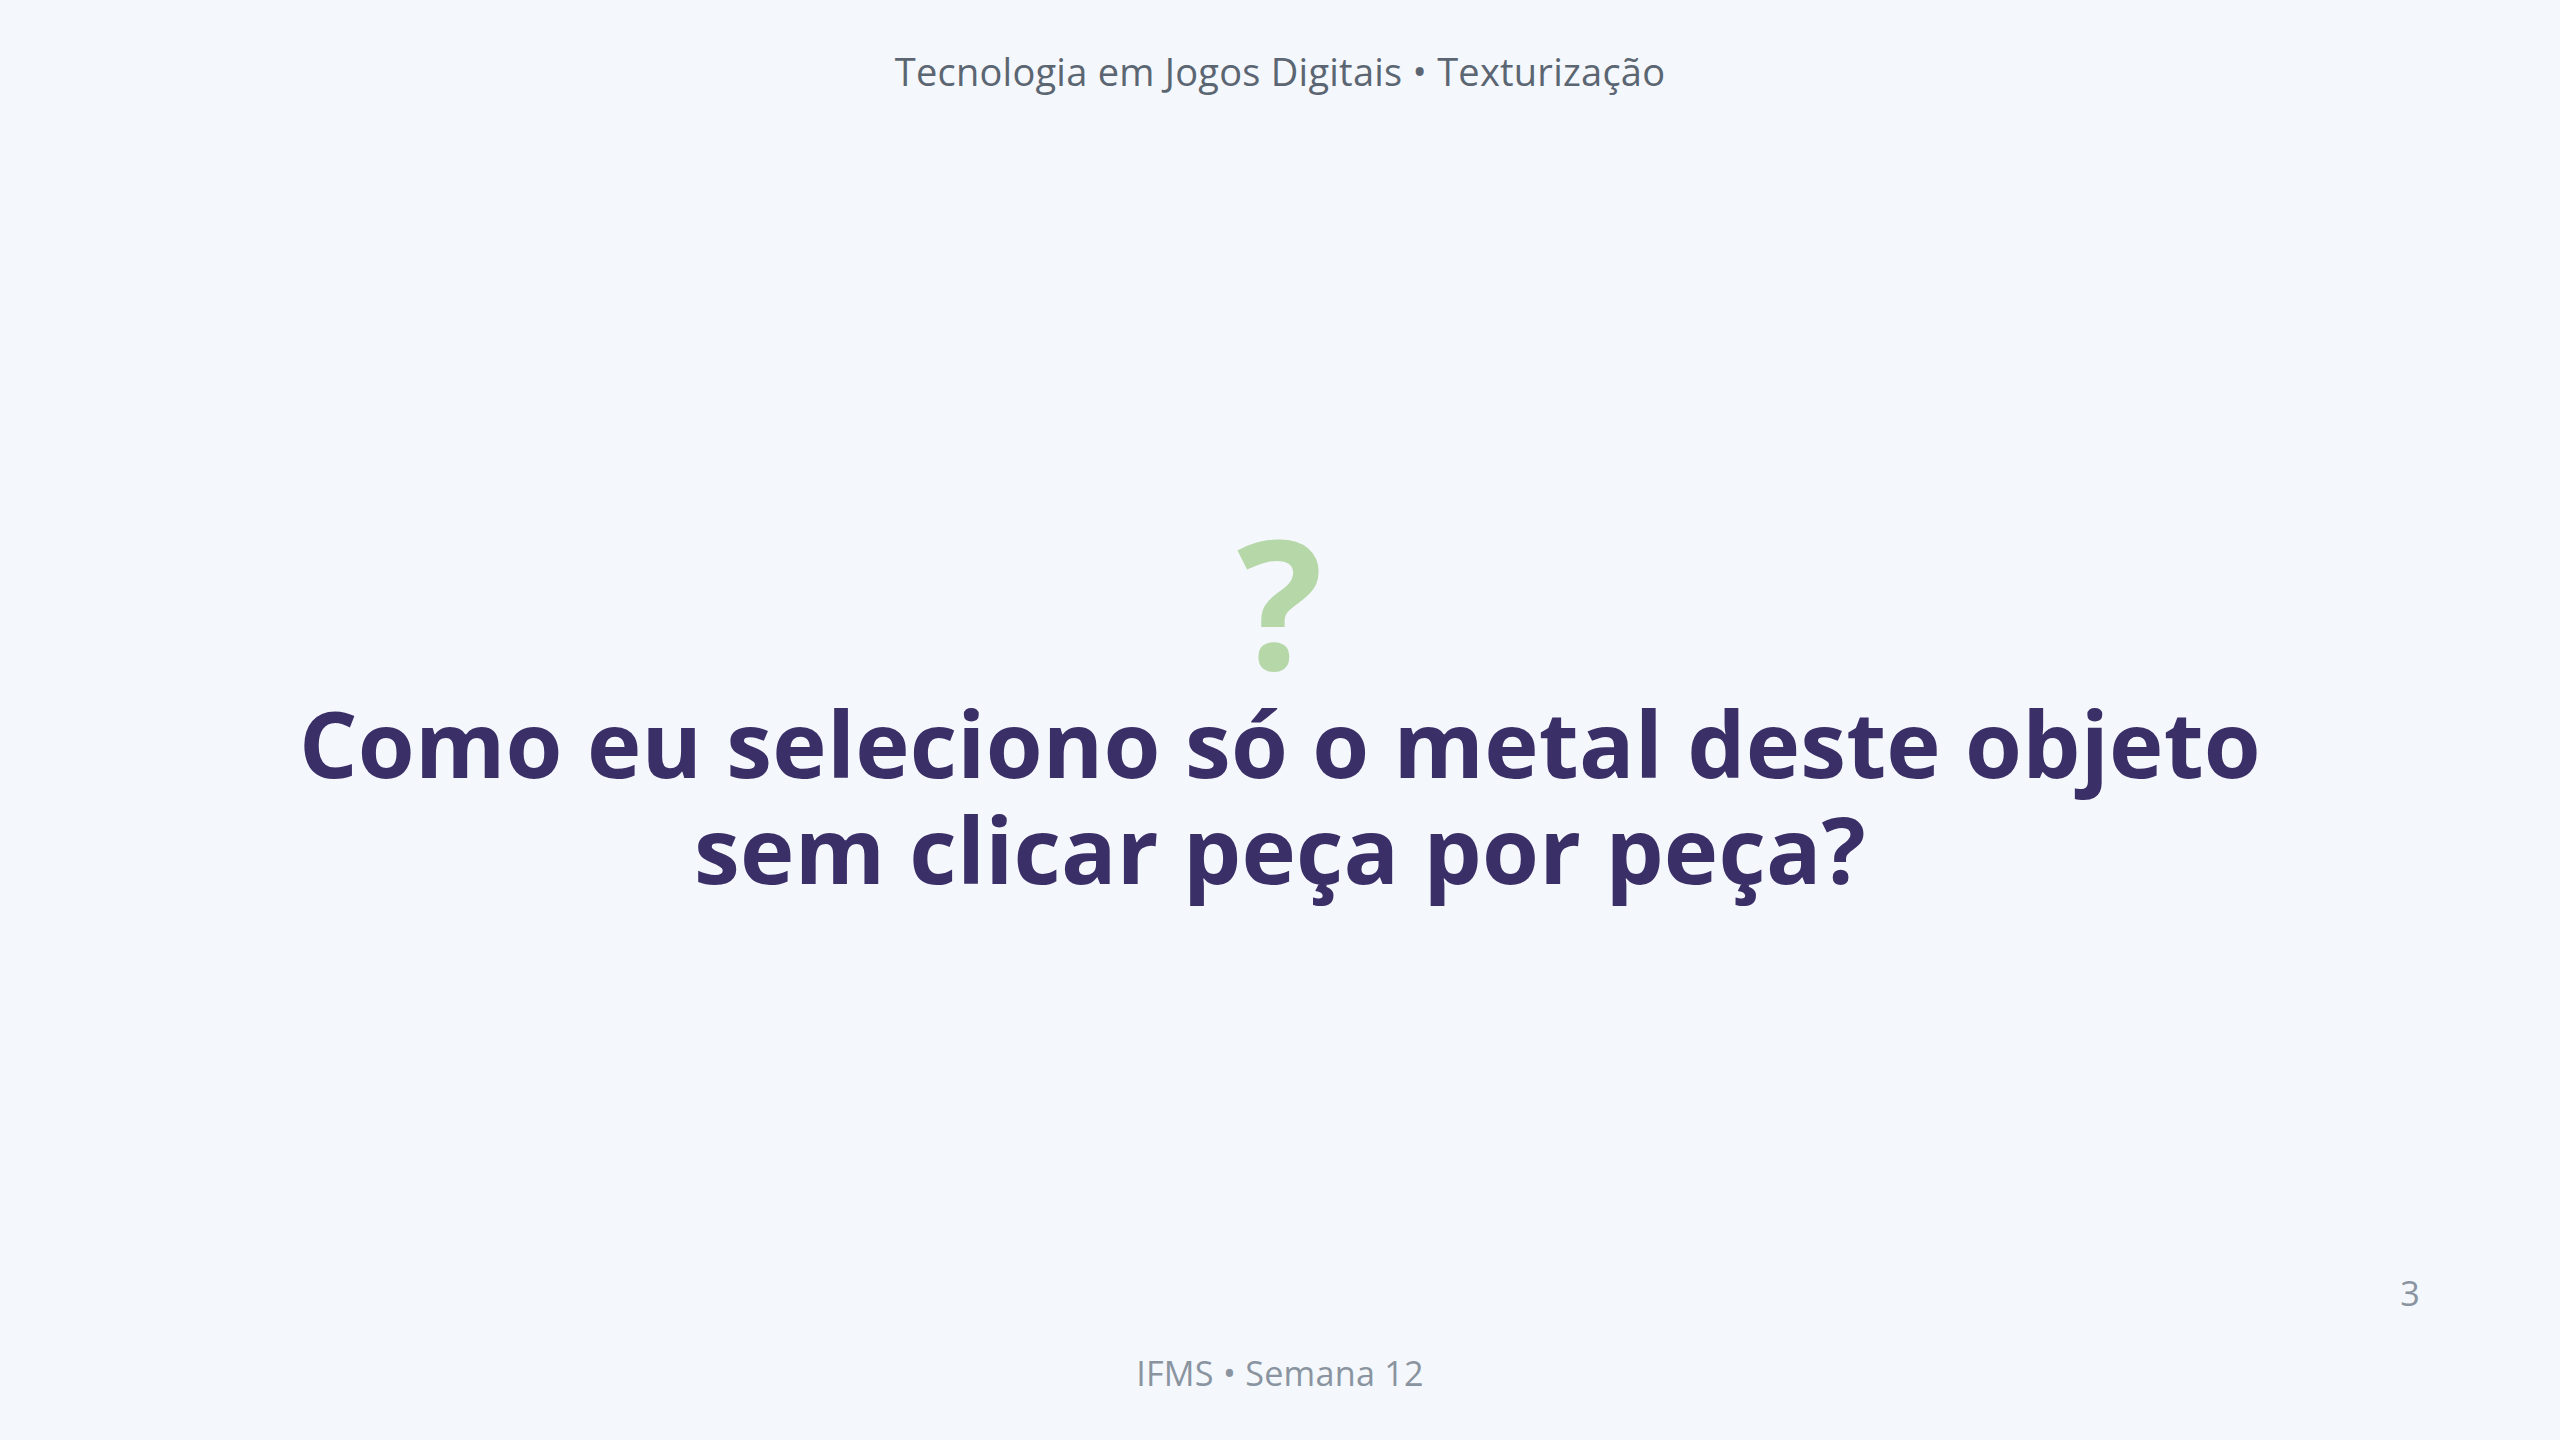 Tecnologia em Jogos Digitais • Texturização
?
Como eu seleciono só o metal deste objeto
sem clicar peça por peça?
3
IFMS • Semana 12